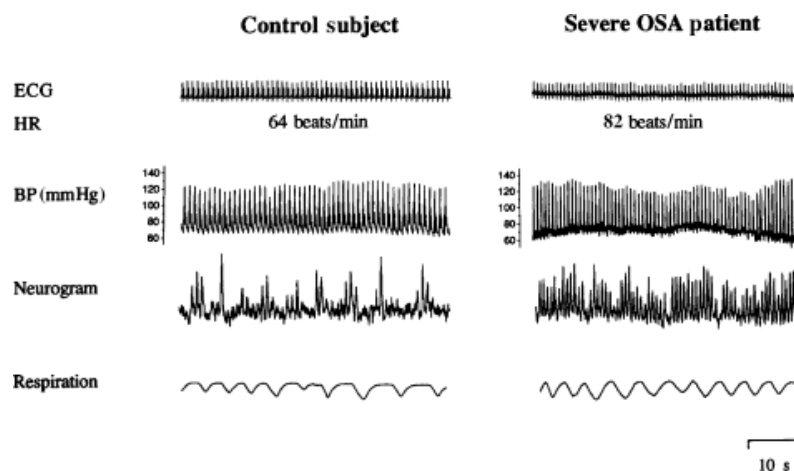 Control subject Severe OSA patient
ECG
HR 64 beats/min 82 beats/min
BP (mmHg)
140 140
120 120
100 100
80 80
60 60
Neurogram
Respiration
10 s